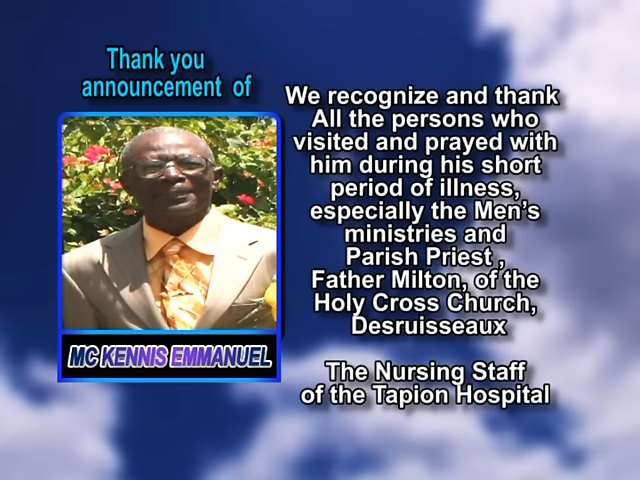 Thank you
announcement of
MC KENNIS EMMANUEL
We recognize and thank
All the persons who
visited and prayed with
him during his short
period of illness,
especially the Men's
ministries and
Parish Priest ,
Father Milton, of the
Holy Cross Church,
Desruisseaux
The Nursing Staff
of the Tapion Hospital